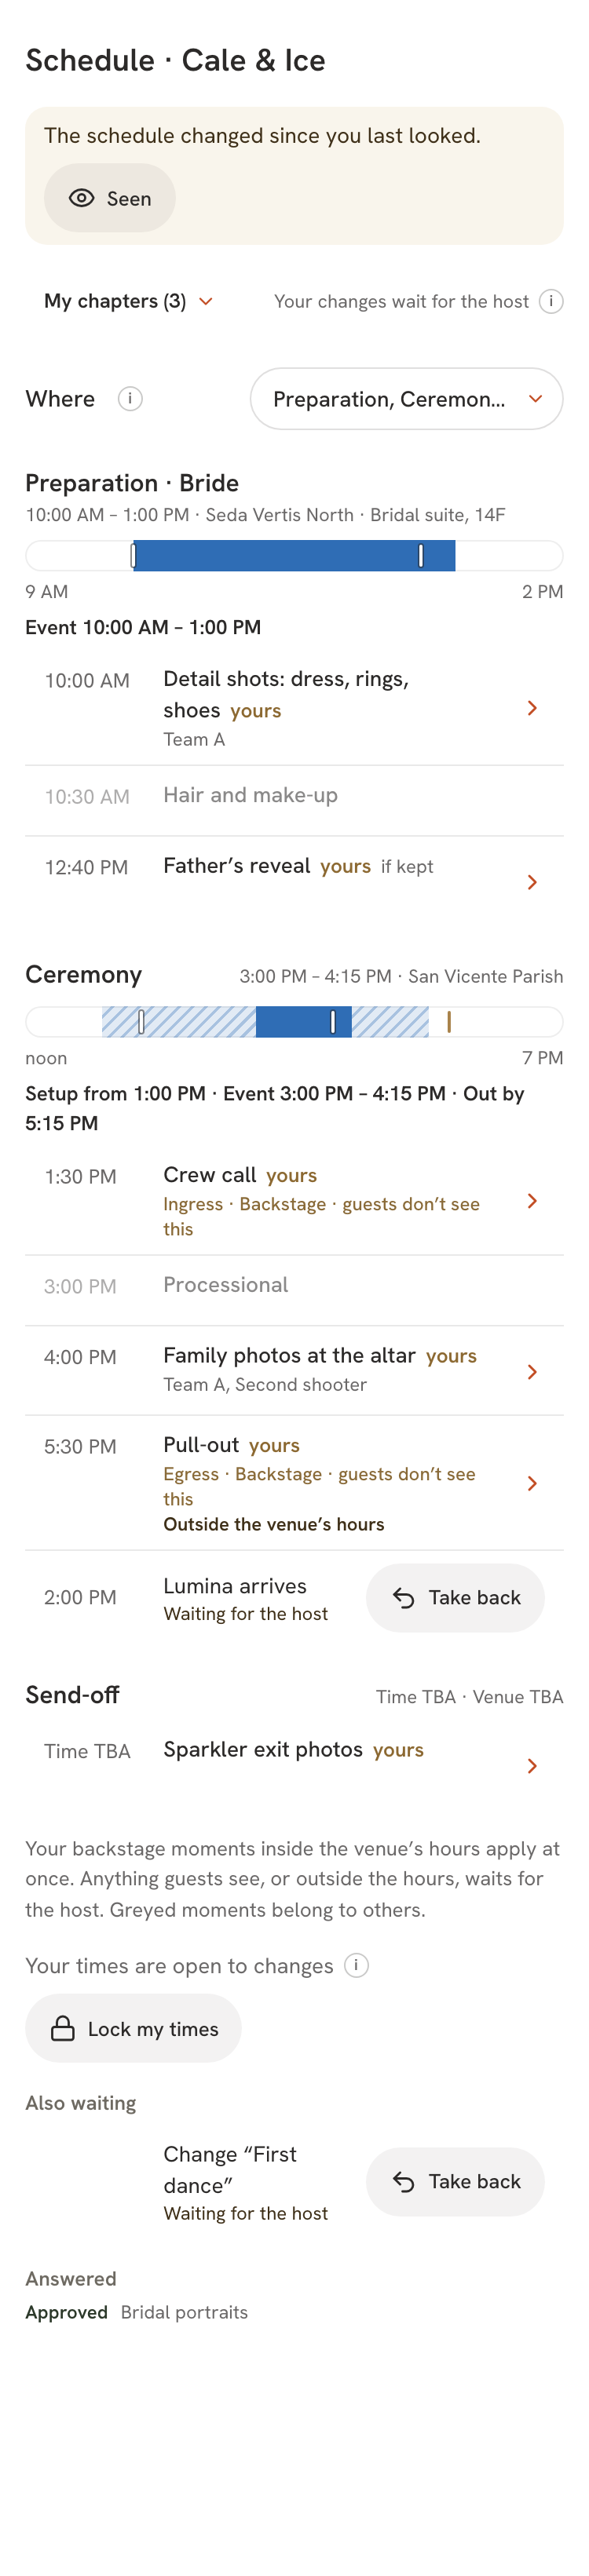 Schedule · Cale & Ice
The schedule changed since you last looked.
Seen
My chapters (3)
Your changes wait for the host
Where
Preparation, Ceremon...
Preparation · Bride
10:00 AM – 1:00 PM · Seda Vertis North · Bridal suite, 14F
9 AM
2 PM
Event 10:00 AM – 1:00 PM
10:00 AM
Detail shots: dress, rings,
shoes yours
Team A
10:30 AM
Hair and make-up
12:40 PM
Father’s reveal yours if kept
Ceremony
3:00 PM – 4:15 PM · San Vicente Parish
noon
7 PM
Setup from 1:00 PM · Event 3:00 PM – 4:15 PM · Out by
5:15 PM
1:30 PM
Crew call yours
Ingress · Backstage · guests don’t see
this
3:00 PM
Processional
4:00 PM
Family photos at the altar yours
Team A, Second shooter
5:30 PM
Pull-out yours
Egress · Backstage · guests don’t see
this
Outside the venue’s hours
2:00 PM
Lumina arrives
Waiting for the host
Take back
Send-off
Time TBA · Venue TBA
Time TBA
Sparkler exit photos yours
Your backstage moments inside the venue’s hours apply at
once. Anything guests see, or outside the hours, waits for
the host. Greyed moments belong to others.
Your times are open to changes
Lock my times
Also waiting
Change “First
dance”
Waiting for the host
Take back
Answered
Approved Bridal portraits